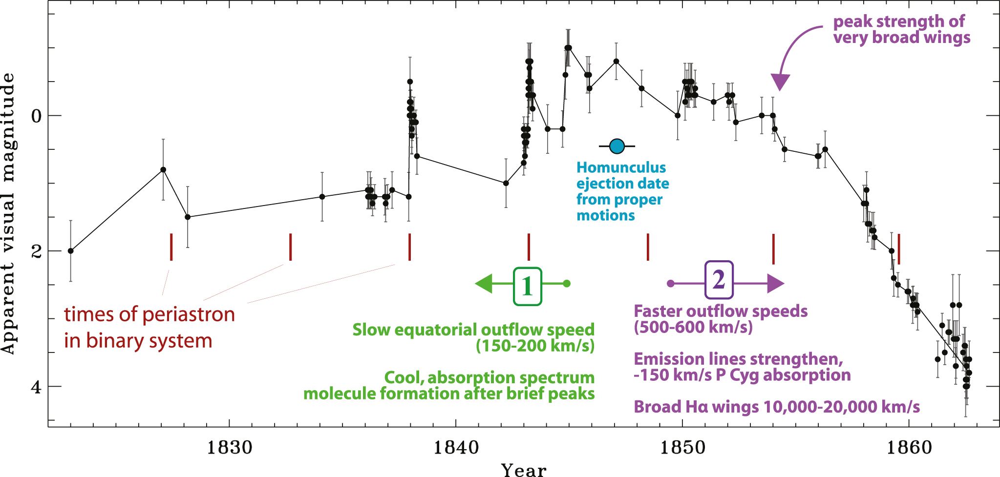 peak strength of
very broad wings
Apparent visual magnitude
0
2
4
Homunculus
ejection date
from proper
motions
1
2
times of periastron
in binary system
Slow equatorial outflow speed
(150-200 km/s)
Cool, absorption spectrum
molecule formation after brief peaks
Faster outflow speeds
(500-600 km/s)
Emission lines strengthen,
-150 km/s P Cyg absorption
Broad Hα wings 10,000-20,000 km/s
1830
1840
1850
1860
Year